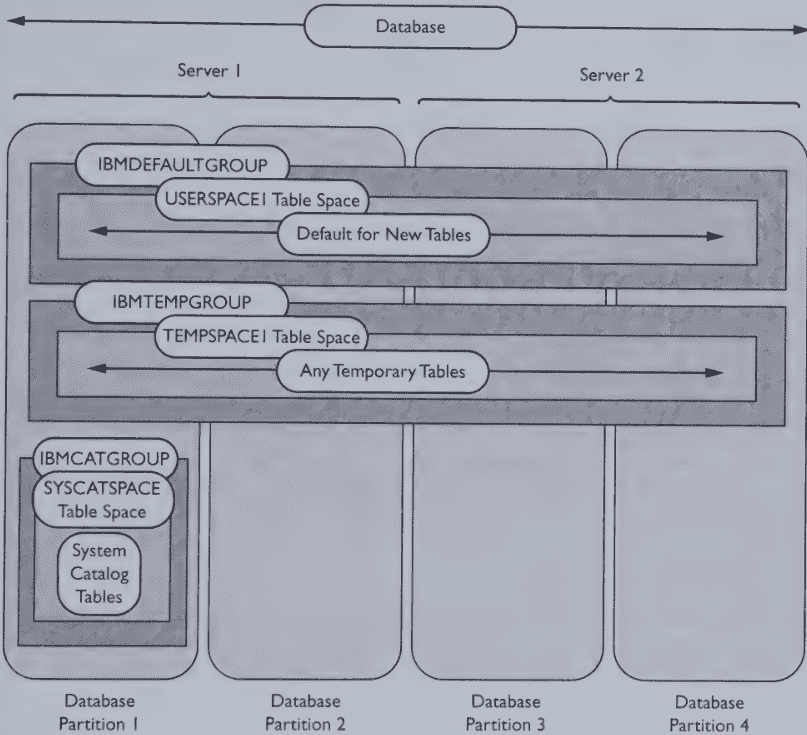 Database
Server 1
Server 2
IBMDEFAULTGROUP
USERSPACE1 Table Space
Default for New Tables
IBMTEMPGROUP
TEMPSPACE1 Table Space
Any Temporary Tables
IBMCATGROUP
SYSCATSPACE
Table Space
System
Catalog
Tables
Database
Partition 1
Database
Partition 2
Database
Partition 3
Database
Partition 4